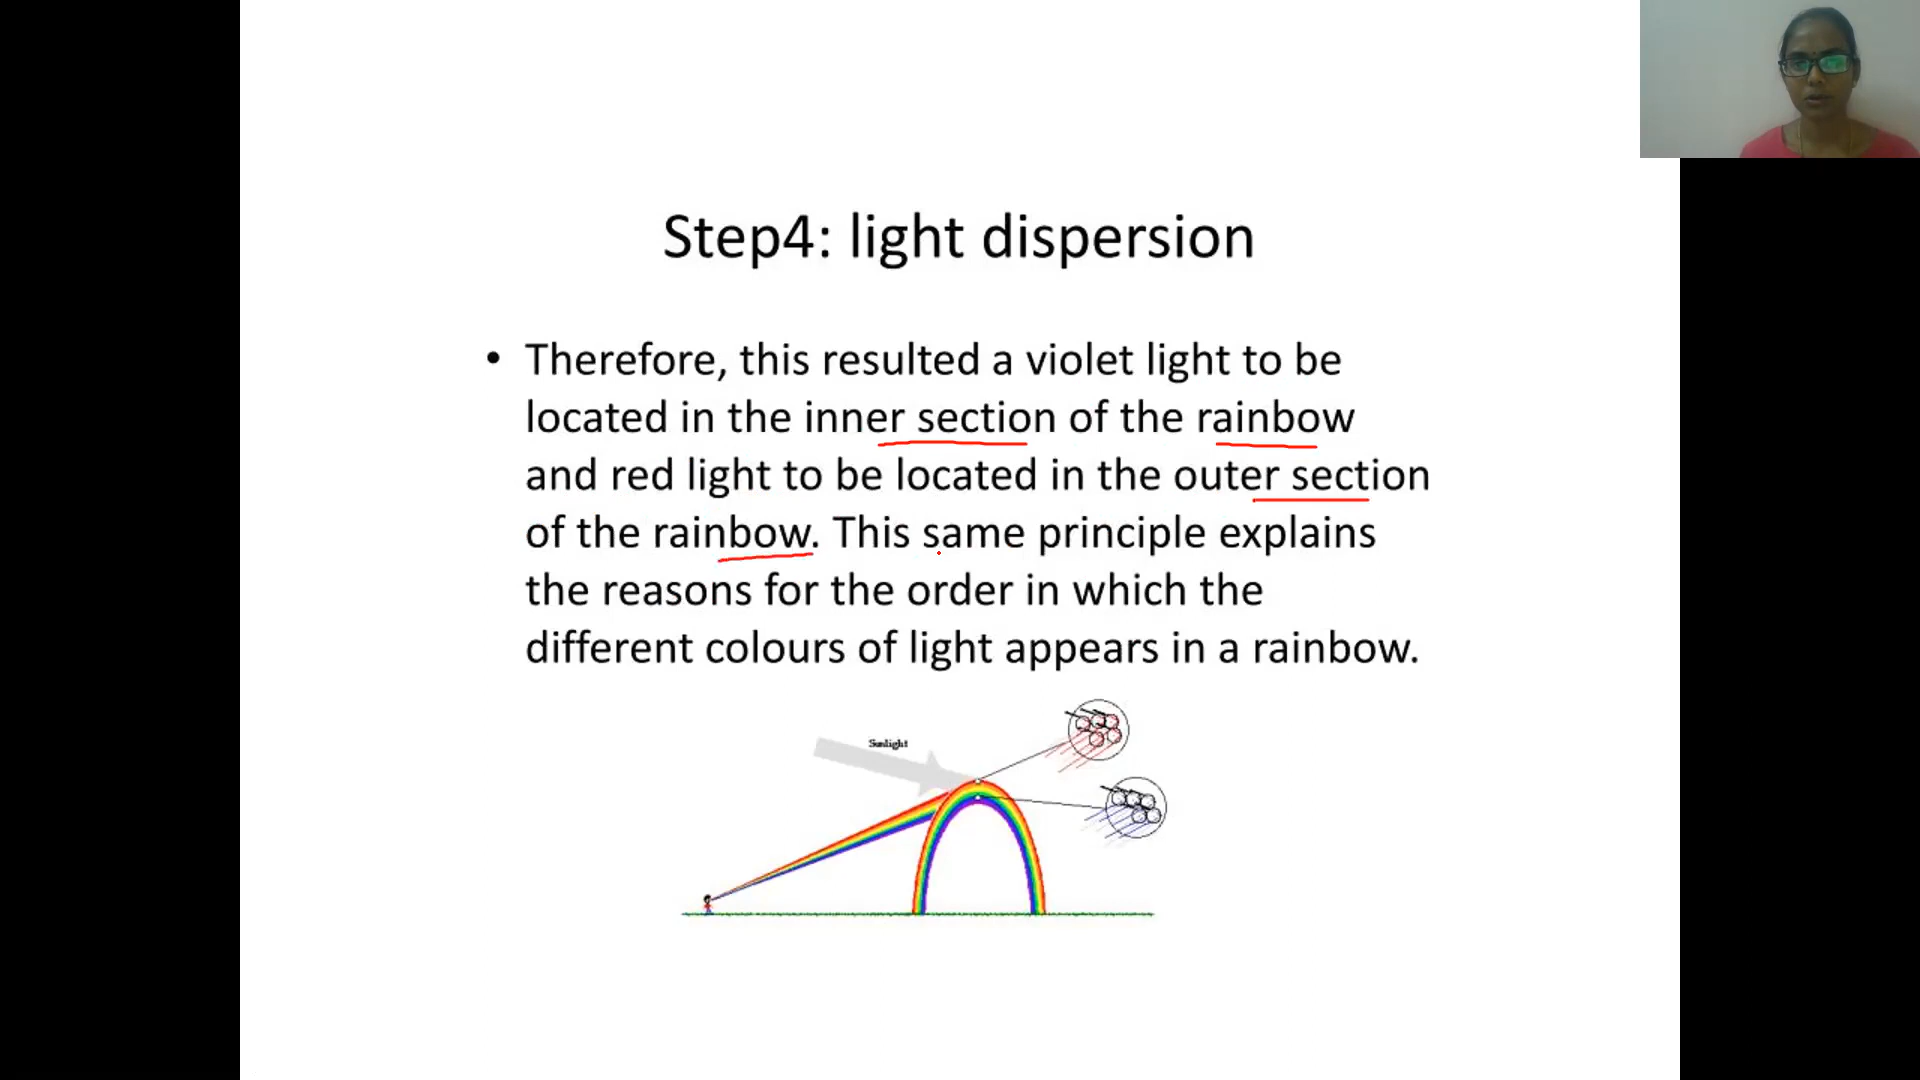 Step4: light dispersion
• Therefore, this resulted a violet light to be
located in the inner section of the rainbow
and red light to be located in the outer section
of the rainbow. This same principle explains
the reasons for the order in which the
different colours of light appears in a rainbow.
Sunlight